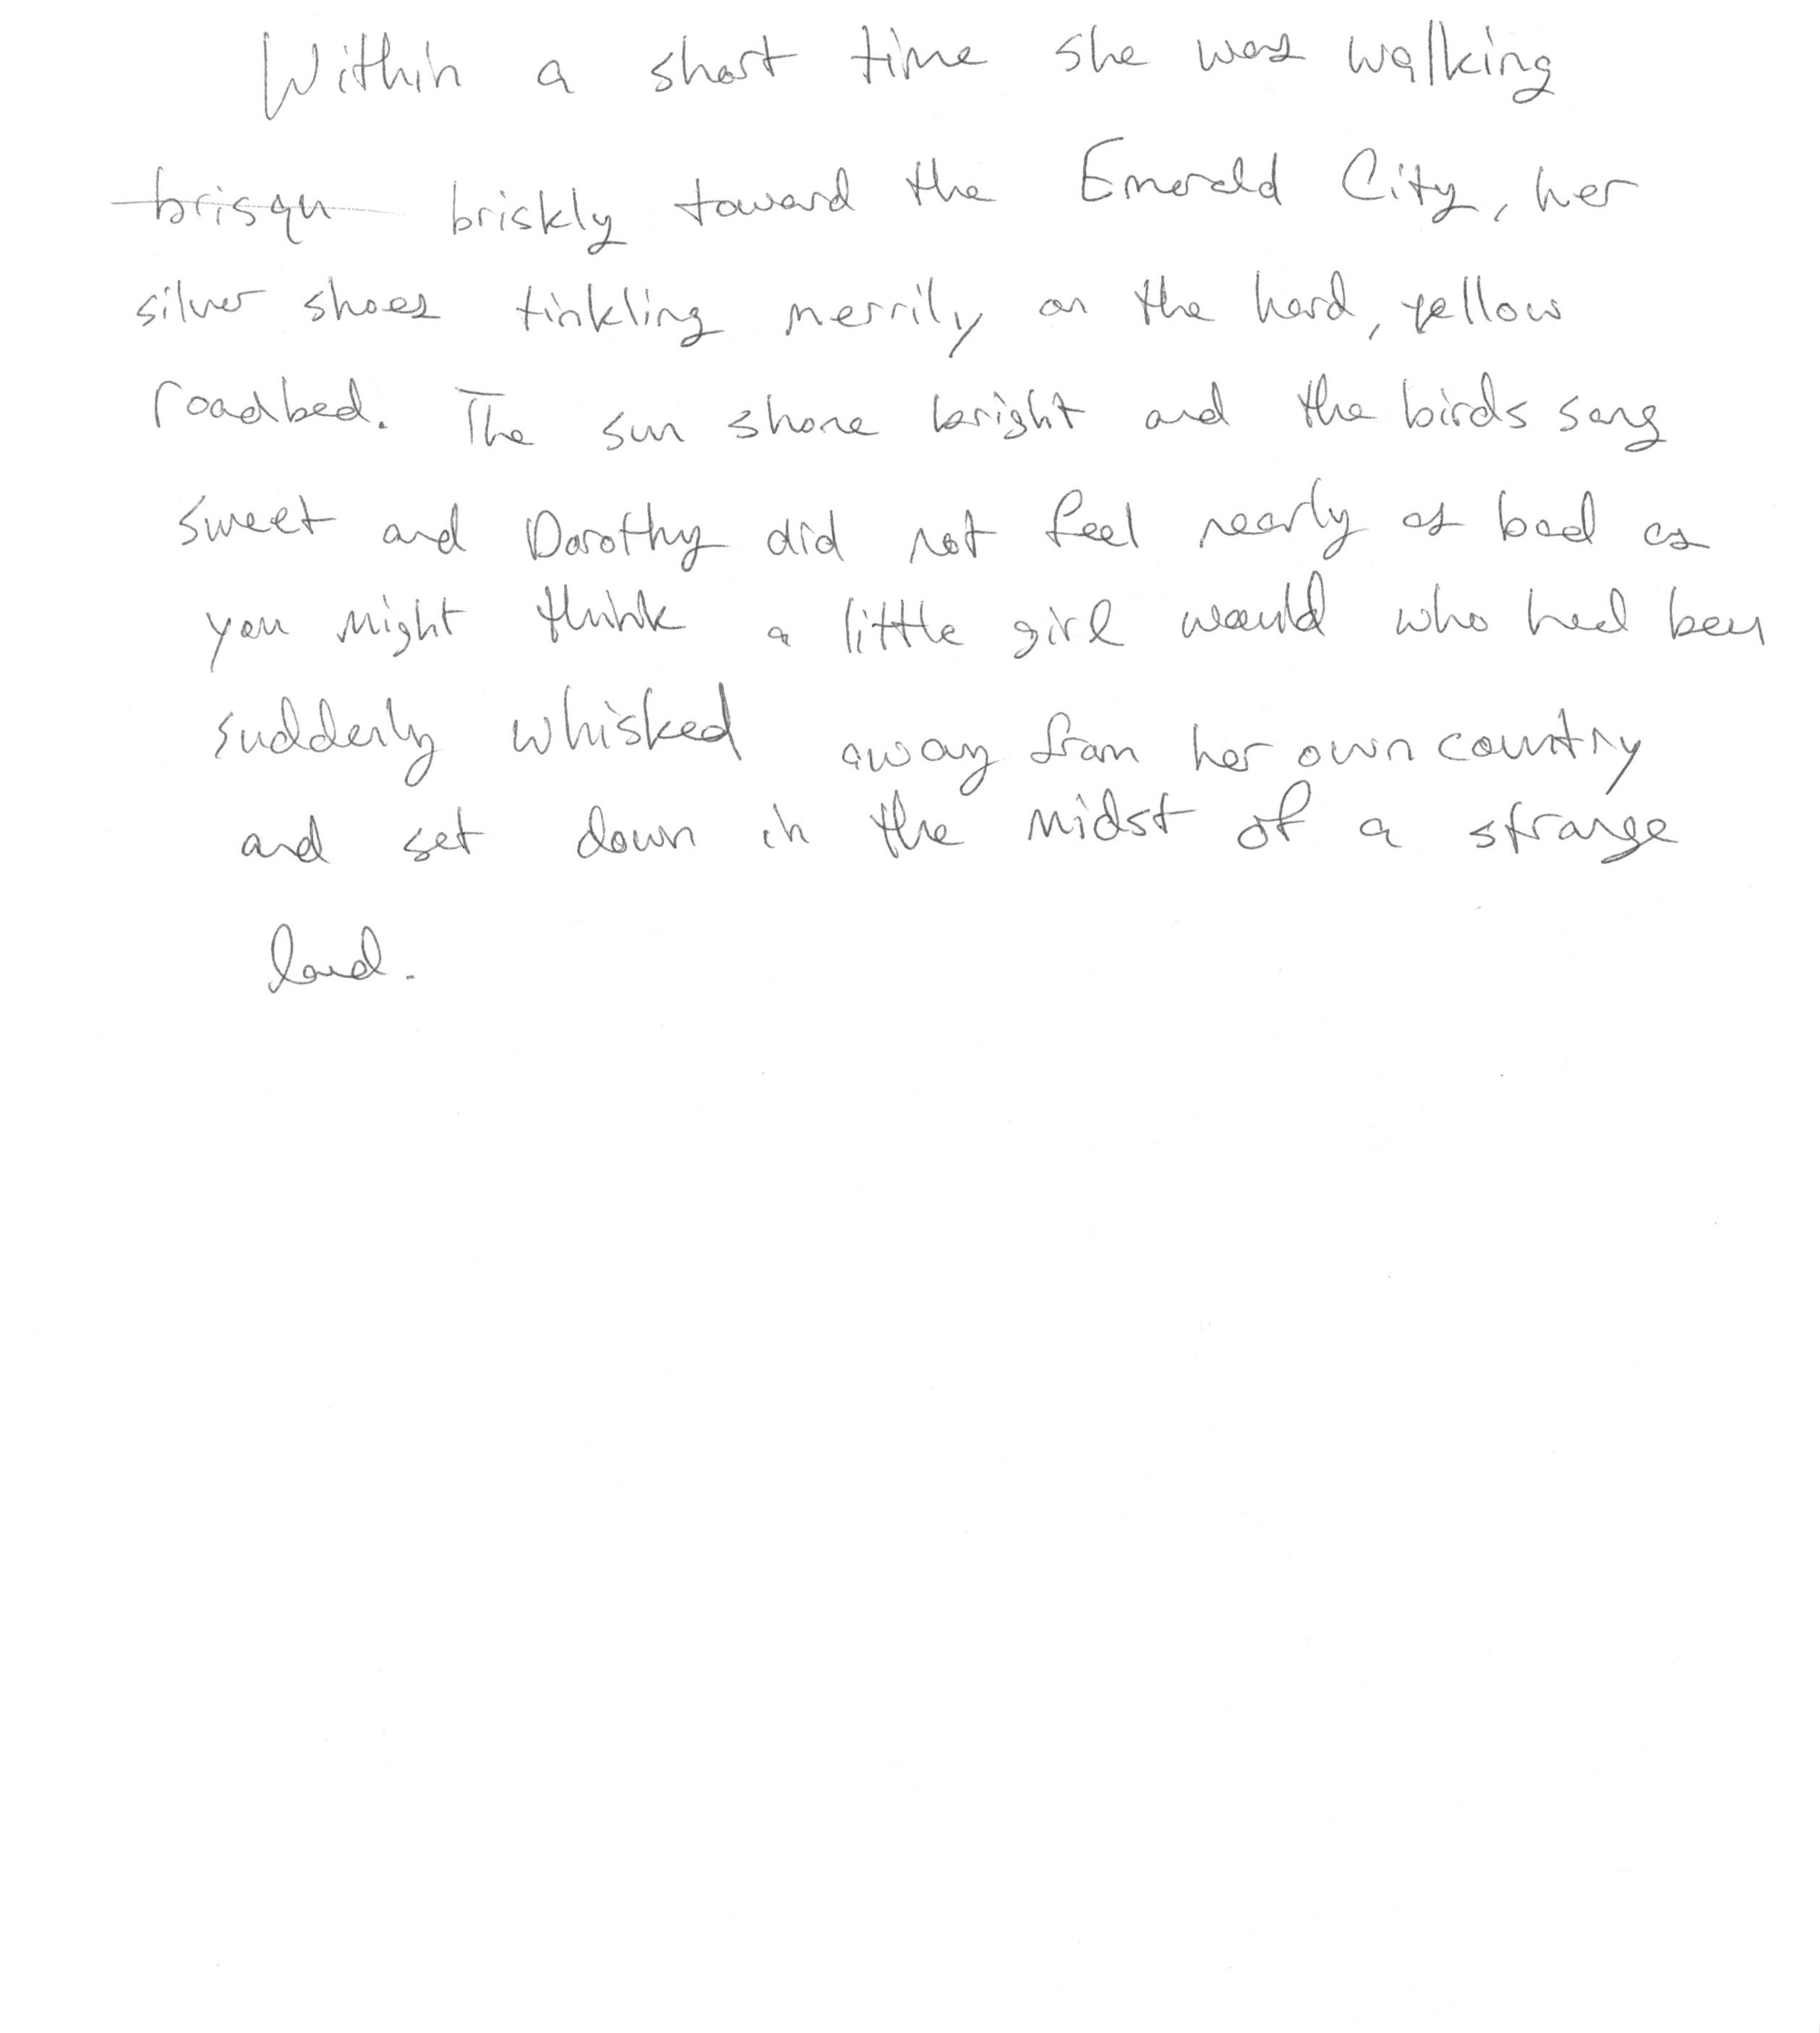 Within a short time she was walking
brisqu briskly toward the Emerald City, her
silver shoes tinkling merrily on the hard, yellow
roadbed. The sun shone bright and the birds sang
sweet and Dorothy did not feel nearly as bad as
you might think a little girl would who had been
suddenly whisked away from her own country
and set down in the midst of a strange
land.